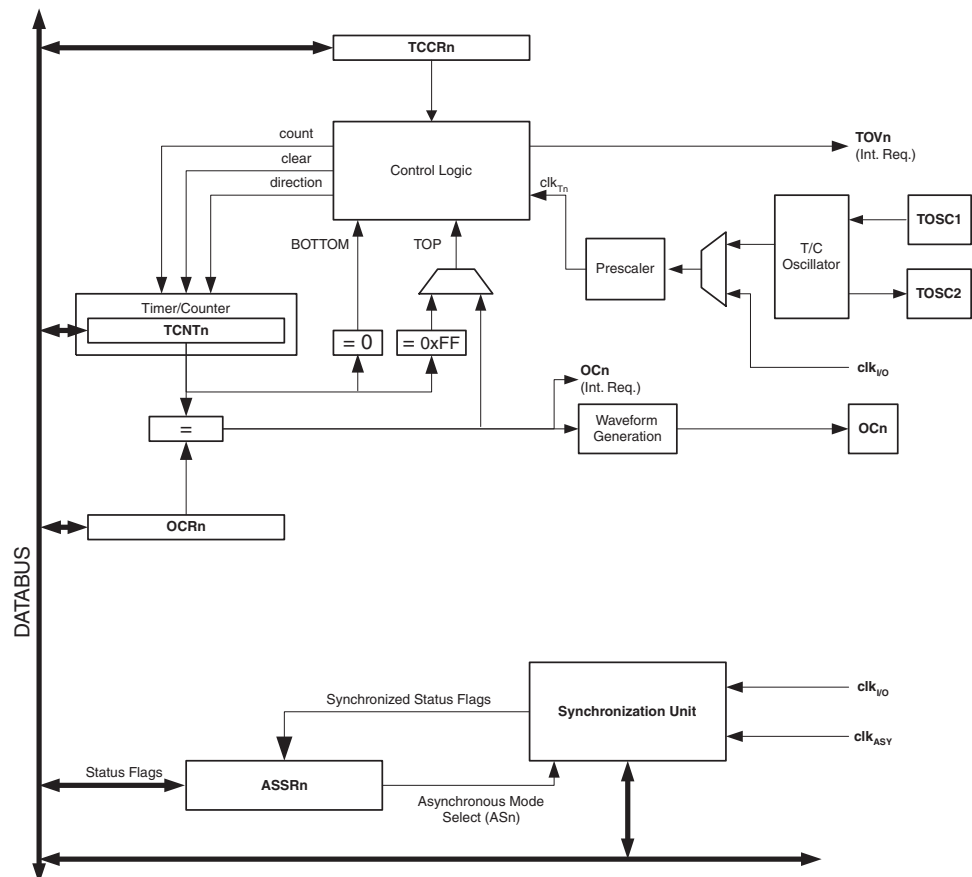 TCCRn
count
clear
direction
Control Logic
TOVn
(Int. Req.)
clkTn
BOTTOM
TOP
TOSC1
T/C
Oscillator
Prescaler
TOSC2
Timer/Counter
TCNTn
= 0
= 0xFF
clkI/O
OCn
(Int. Req.)
=
Waveform
Generation
OCn
OCRn
DATABUS
Synchronized Status Flags
Synchronization Unit
clkI/O
clkASY
Status Flags
ASSRn
Asynchronous Mode
Select (ASn)